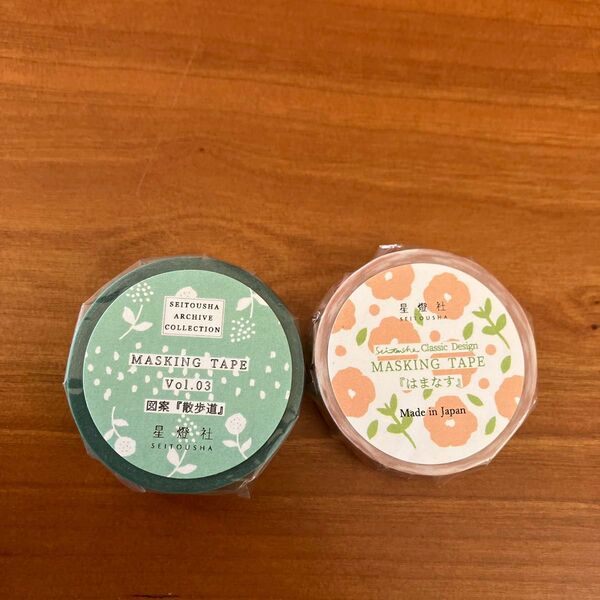 SEITOUSHA
ARCHIVE
COLLECTION
MASKING TAPE
Vol.03
図案『散歩道』
星燈社
SEITOUSHA
星燈社
SEITOUSHA
Seitousha Classic Design
MASKING TAPE
『はまなす』
Made in Japan